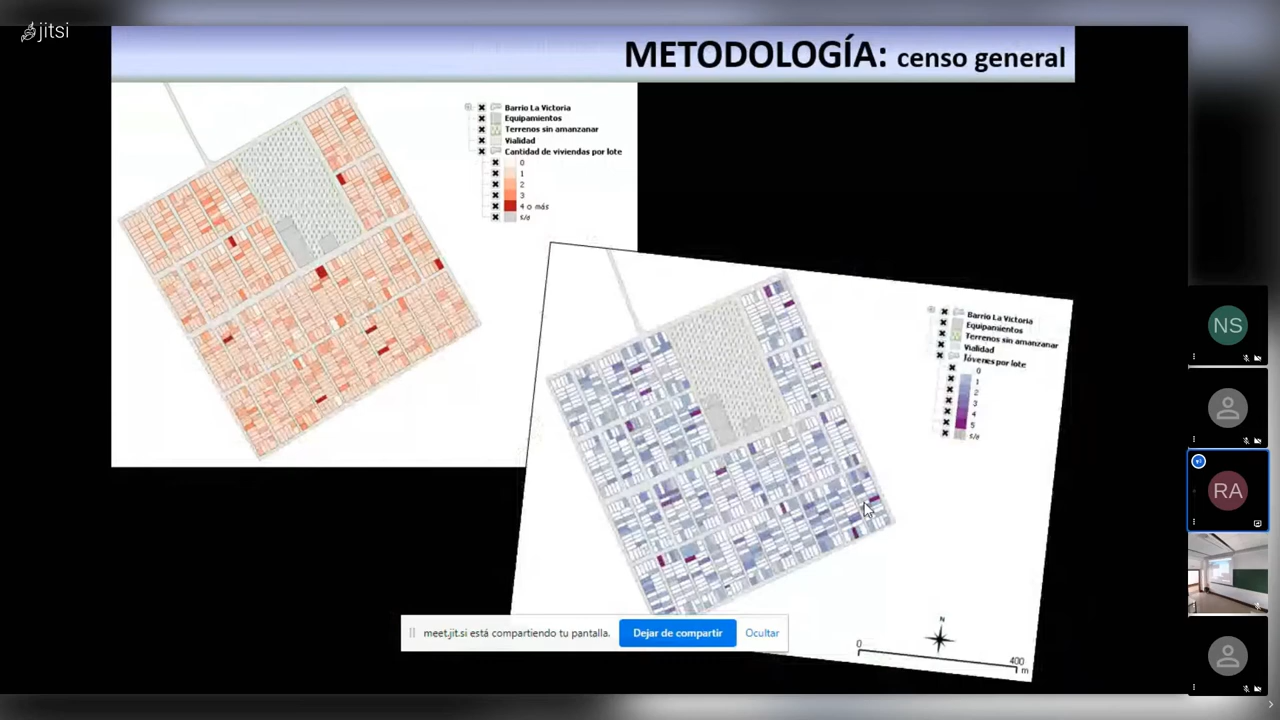 jitsi
METODOLOGÍA: censo general
Barrio La Victoria
Equipamientos
Terrenos sin amanzanar
Vialidad
Cantidad de viviendas por lote
0
1
2
3
4 o más
s/e
Barrio La Victoria
Equipamientos
Terrenos sin amanzanar
Vialidad
Jóvenes por lote
0
1
2
3
4
5
s/e
N
0
400
m
meet.jit.si está compartiendo tu pantalla.
Dejar de compartir
Ocultar
NS
RA